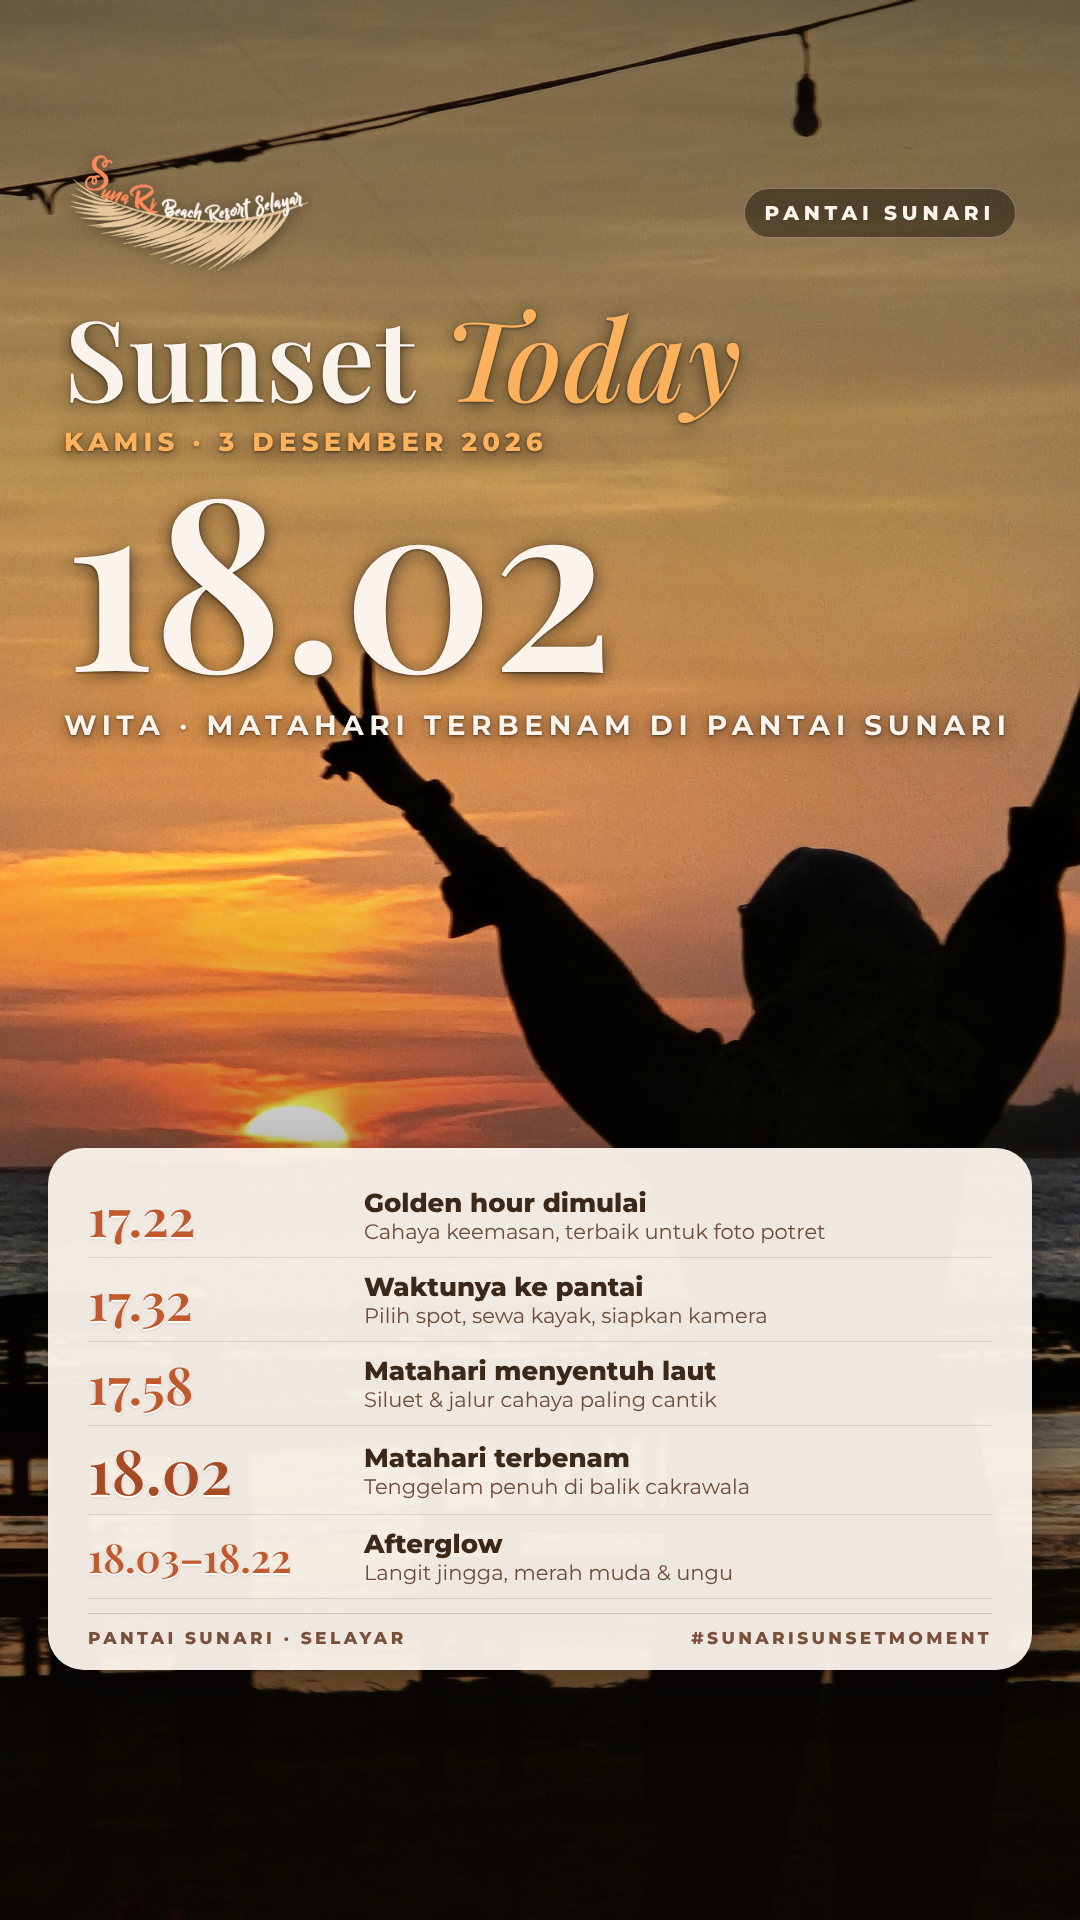 SunaRi Beach Resort Selayar
PANTAI SUNARI
Sunset Today
KAMIS · 3 DESEMBER 2026
18.02
WITA · MATAHARI TERBENAM DI PANTAI SUNARI
17.22
Golden hour dimulai
Cahaya keemasan, terbaik untuk foto potret
17.32
Waktunya ke pantai
Pilih spot, sewa kayak, siapkan kamera
17.58
Matahari menyentuh laut
Siluet & jalur cahaya paling cantik
18.02
Matahari terbenam
Tenggelam penuh di balik cakrawala
18.03–18.22
Afterglow
Langit jingga, merah muda & ungu
PANTAI SUNARI · SELAYAR
#SUNARISUNSETMOMENT